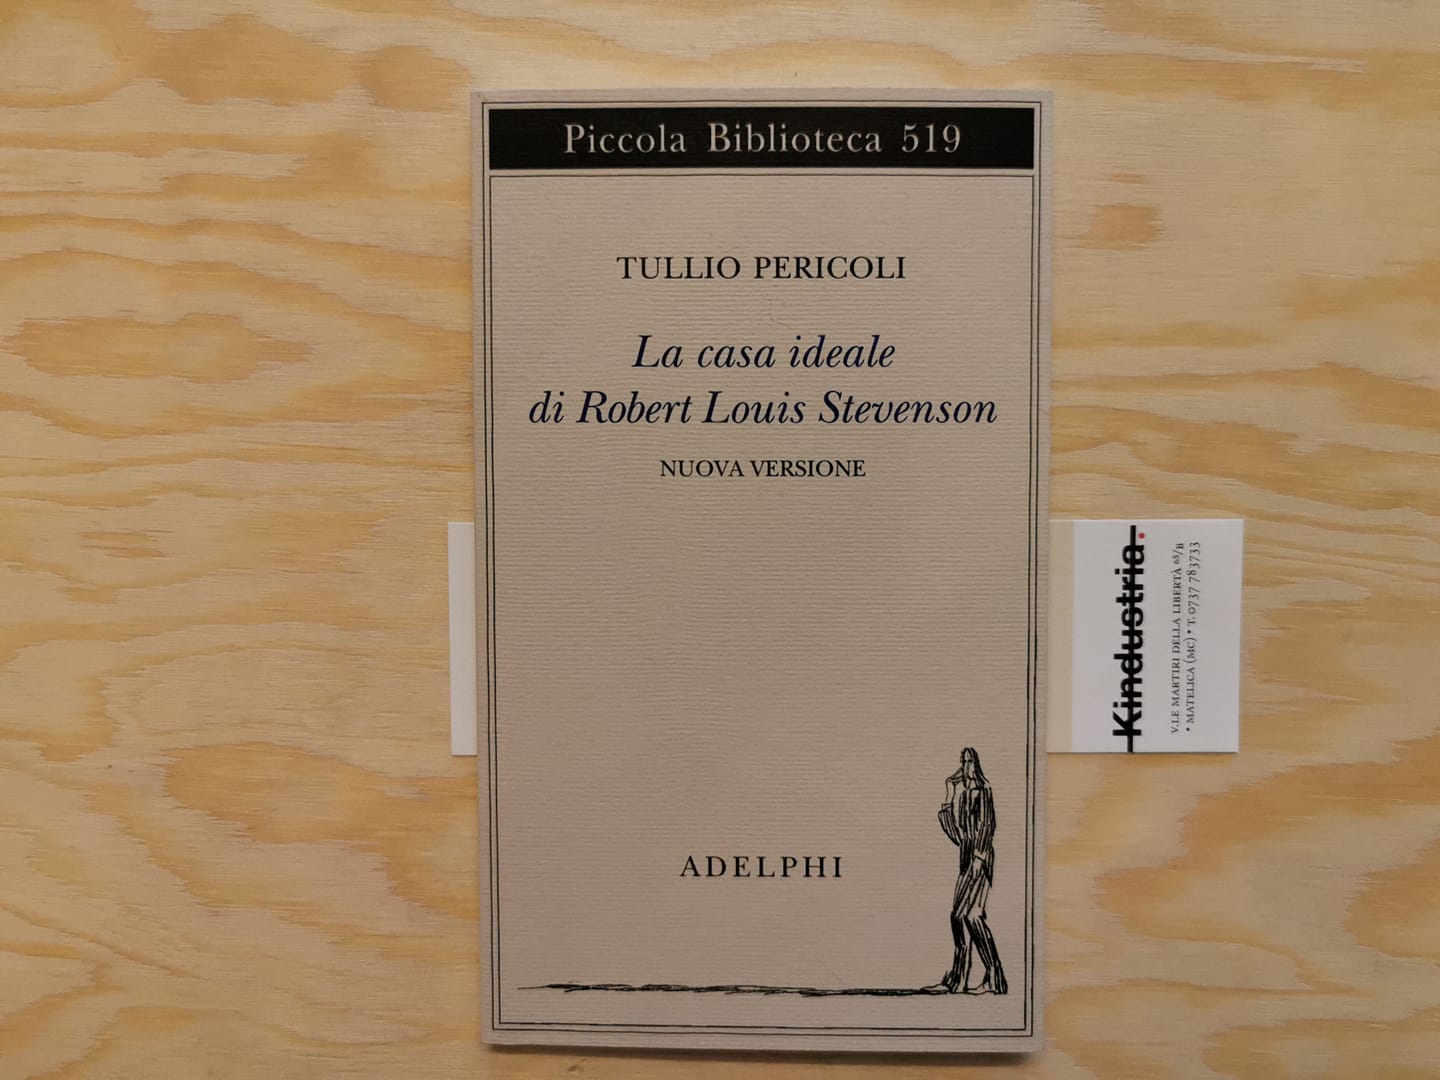 Piccola Biblioteca 519
TULLIO PERICOLI
La casa ideale
di Robert Louis Stevenson
NUOVA VERSIONE
ADELPHI
Kindustria.
V.LE MARTIRI DELLA LIBERTÀ 65/B
• MATELICA (MC) • T. 0737 783733